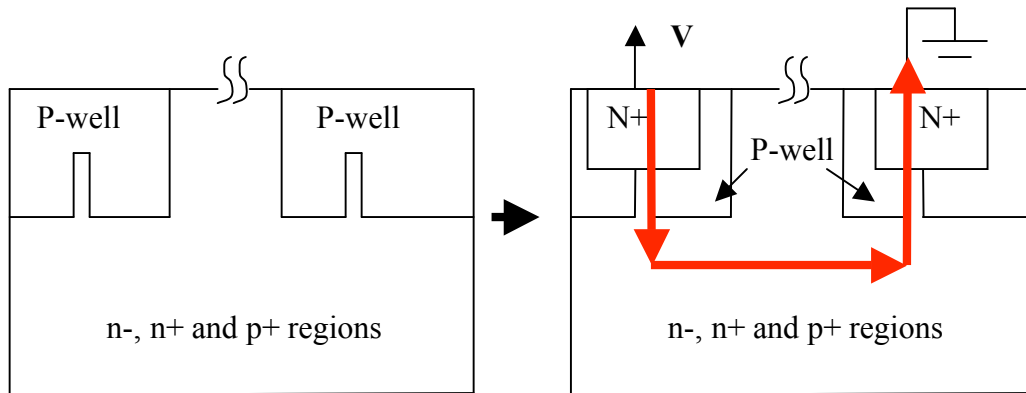 P-well
P-well
n-, n+ and p+ regions
V
N+
N+
P-well
n-, n+ and p+ regions